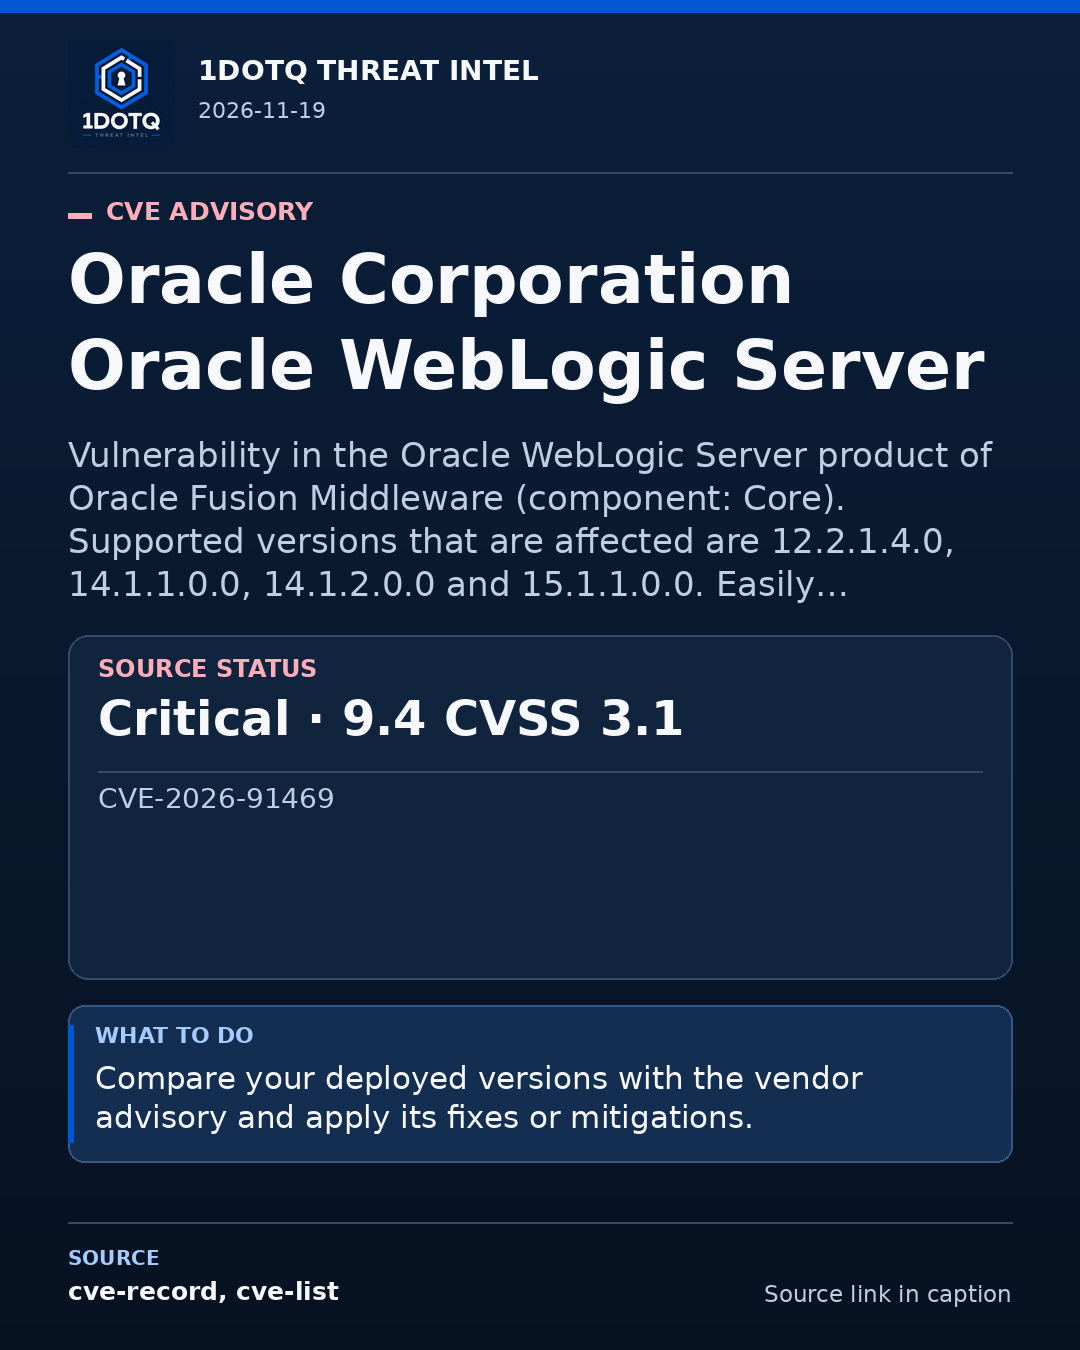 1DOTQ
THREAT INTEL
1DOTQ THREAT INTEL
2026-11-19
CVE ADVISORY
Oracle Corporation
Oracle WebLogic Server
Vulnerability in the Oracle WebLogic Server product of
Oracle Fusion Middleware (component: Core).
Supported versions that are affected are 12.2.1.4.0,
14.1.1.0.0, 14.1.2.0.0 and 15.1.1.0.0. Easily…
SOURCE STATUS
Critical · 9.4 CVSS 3.1
CVE-2026-91469
WHAT TO DO
Compare your deployed versions with the vendor
advisory and apply its fixes or mitigations.
SOURCE
cve-record, cve-list
Source link in caption